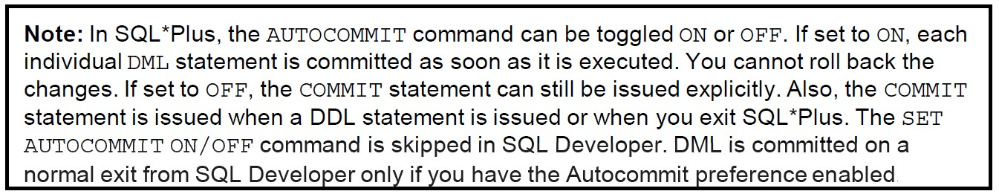 Note: In SQL*Plus, the AUTOCOMMIT command can be toggled ON or OFF. If set to ON, each
individual DML statement is committed as soon as it is executed. You cannot roll back the
changes. If set to OFF, the COMMIT statement can still be issued explicitly. Also, the COMMIT
statement is issued when a DDL statement is issued or when you exit SQL*Plus. The SET
AUTOCOMMIT ON/OFF command is skipped in SQL Developer. DML is committed on a
normal exit from SQL Developer only if you have the Autocommit preference enabled.